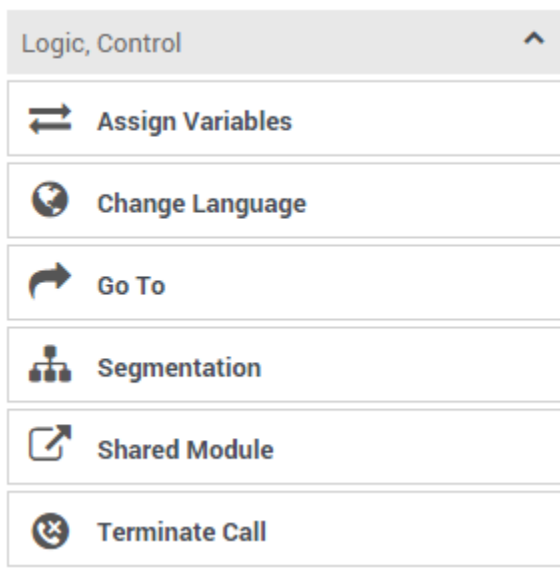 Logic, Control
Assign Variables
Change Language
Go To
Segmentation
Shared Module
Terminate Call